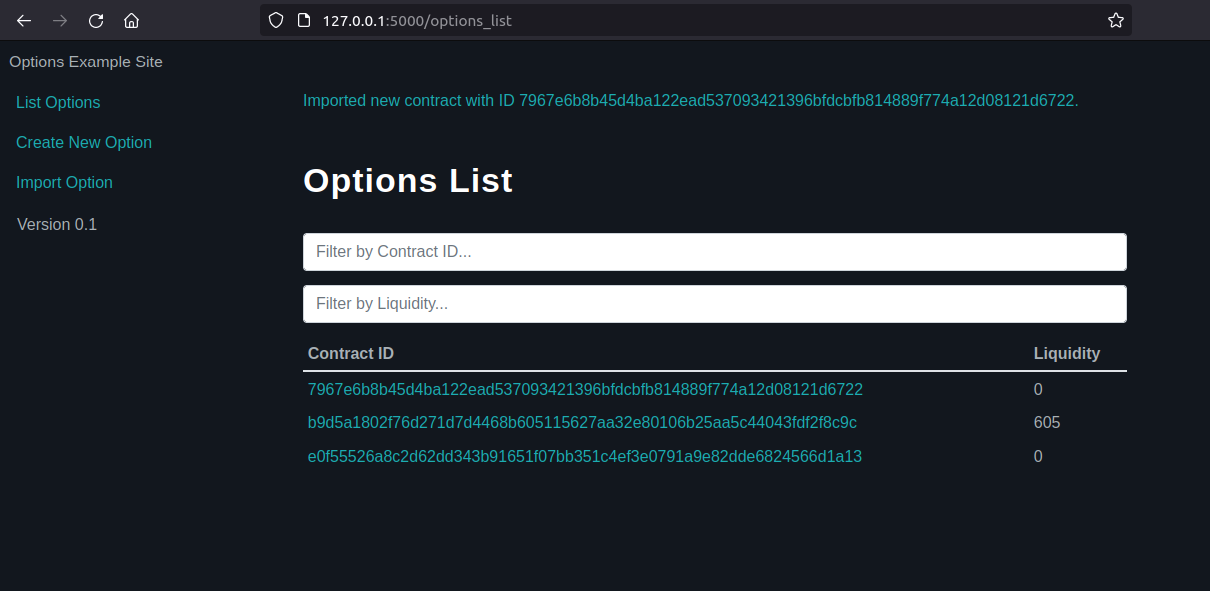 127.0.0.1:5000/options_list
Options Example Site
List Options
Create New Option
Import Option
Version 0.1
Imported new contract with ID 7967e6b8b45d4ba122ead537093421396bfdcbfb814889f774a12d08121d6722.
Options List
Filter by Contract ID...
Filter by Liquidity...
Contract ID Liquidity
7967e6b8b45d4ba122ead537093421396bfdcbfb814889f774a12d08121d6722 0
b9d5a1802f76d271d7d4468b605115627aa32e80106b25aa5c44043fdf2f8c9c 605
e0f55526a8c2d62dd343b91651f07bb351c4ef3e0791a9e82dde6824566d1a13 0